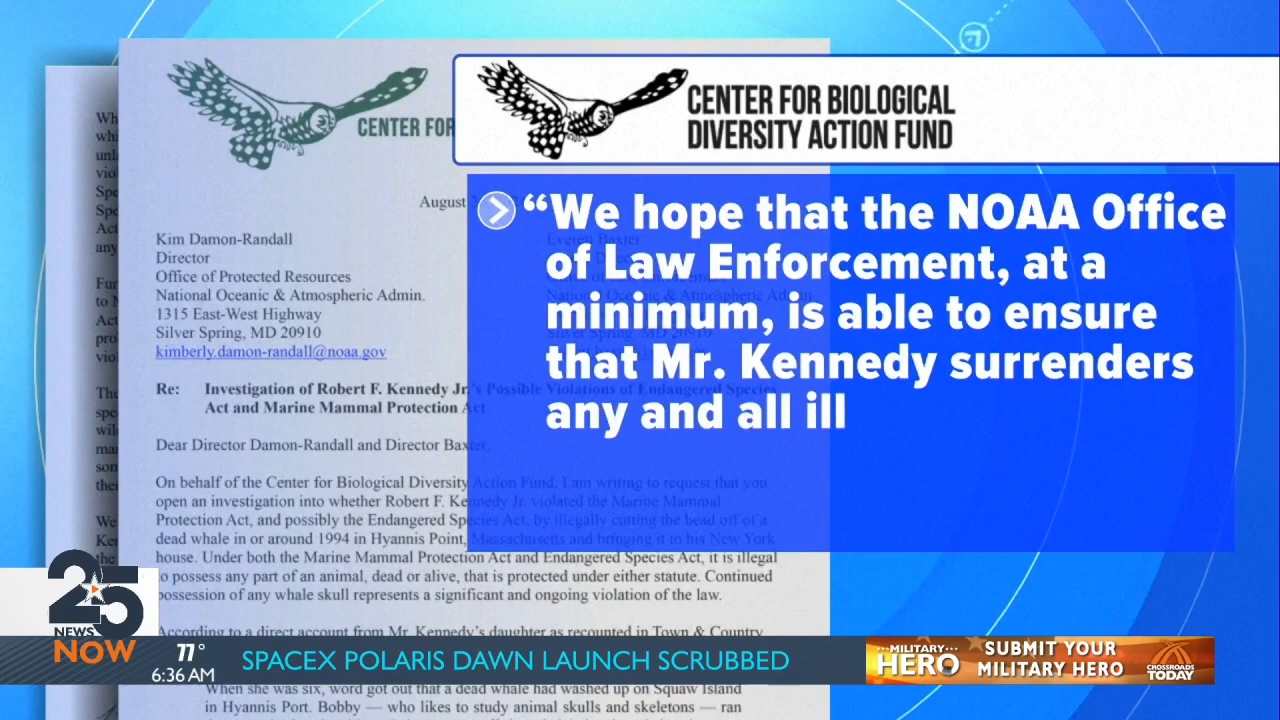 CENTER FOR
CENTER FOR BIOLOGICAL
DIVERSITY ACTION FUND
August
“We hope that the NOAA Office
of Law Enforcement, at a
minimum, is able to ensure
that Mr. Kennedy surrenders
any and all ill
Kim Damon-Randall
Director
Office of Protected Resources
National Oceanic & Atmospheric Admin.
1315 East-West Highway
Silver Spring, MD 20910
kimberly.damon-randall@noaa.gov
Everett Baxter
National Oceanic & Atmospheric Admin.
Silver Spring, MD 20910
Re: Investigation of Robert F. Kennedy Jr.'s Possible Violations of Endangered Species
Act and Marine Mammal Protection Act
Dear Director Damon-Randall and Director Baxter,
On behalf of the Center for Biological Diversity Action Fund, I am writing to request that you
open an investigation into whether Robert F. Kennedy Jr. violated the Marine Mammal
Protection Act, and possibly the Endangered Species Act, by illegally cutting the head off of a
dead whale in or around 1994 in Hyannis Point, Massachusetts and bringing it to his New York
house. Under both the Marine Mammal Protection Act and Endangered Species Act, it is illegal
to possess any part of an animal, dead or alive, that is protected under either statute. Continued
possession of any whale skull represents a significant and ongoing violation of the law.
According to a direct account from Mr. Kennedy's daughter as recounted in Town & Country
When she was six, word got out that a dead whale had washed up on Squaw Island
in Hyannis Port. Bobby — who likes to study animal skulls and skeletons — ran
25
NEWS
NOW
77°
6:36 AM
SPACEX POLARIS DAWN LAUNCH SCRUBBED
MILITARY
HERO
SUBMIT YOUR
MILITARY HERO
CROSSROADS
TODAY